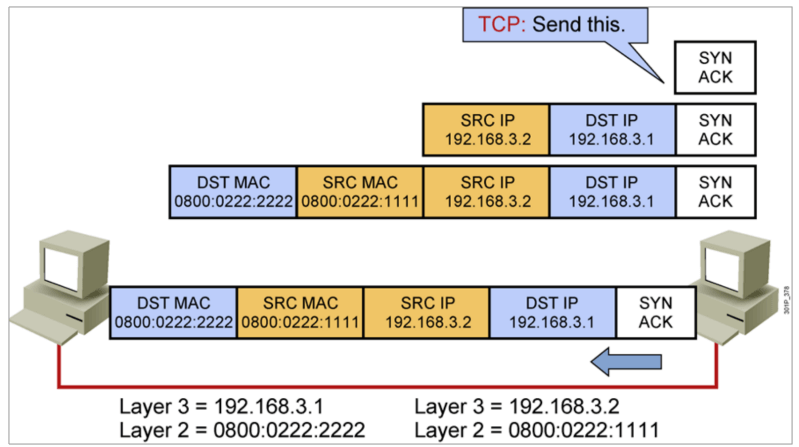 TCP: Send this.
SYN
ACK
SRC IP
192.168.3.2
DST IP
192.168.3.1
SYN
ACK
DST MAC
0800:0222:2222
SRC MAC
0800:0222:1111
SRC IP
192.168.3.2
DST IP
192.168.3.1
SYN
ACK
DST MAC
0800:0222:2222
SRC MAC
0800:0222:1111
SRC IP
192.168.3.2
DST IP
192.168.3.1
SYN
ACK
301P_378
Layer 3 = 192.168.3.1
Layer 2 = 0800:0222:2222
Layer 3 = 192.168.3.2
Layer 2 = 0800:0222:1111